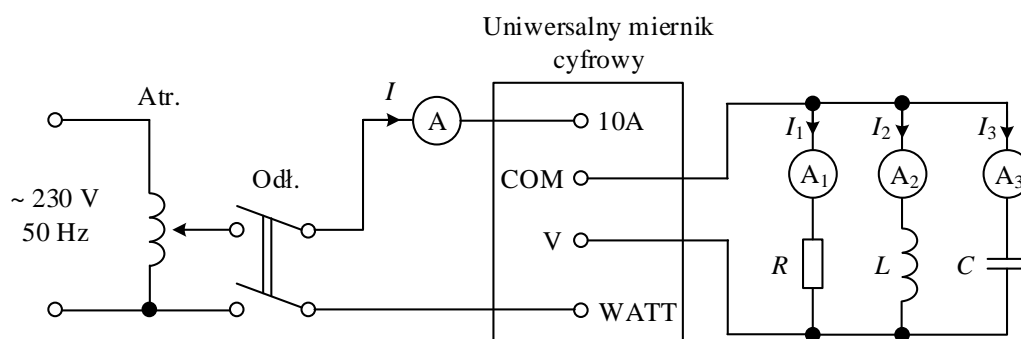 Uniwersalny miernik
cyfrowy
Atr.
I
A
10A
I1
I2
I3
Odł.
COM
A1
A2
A3
~ 230 V
50 Hz
V
R
L
C
WATT